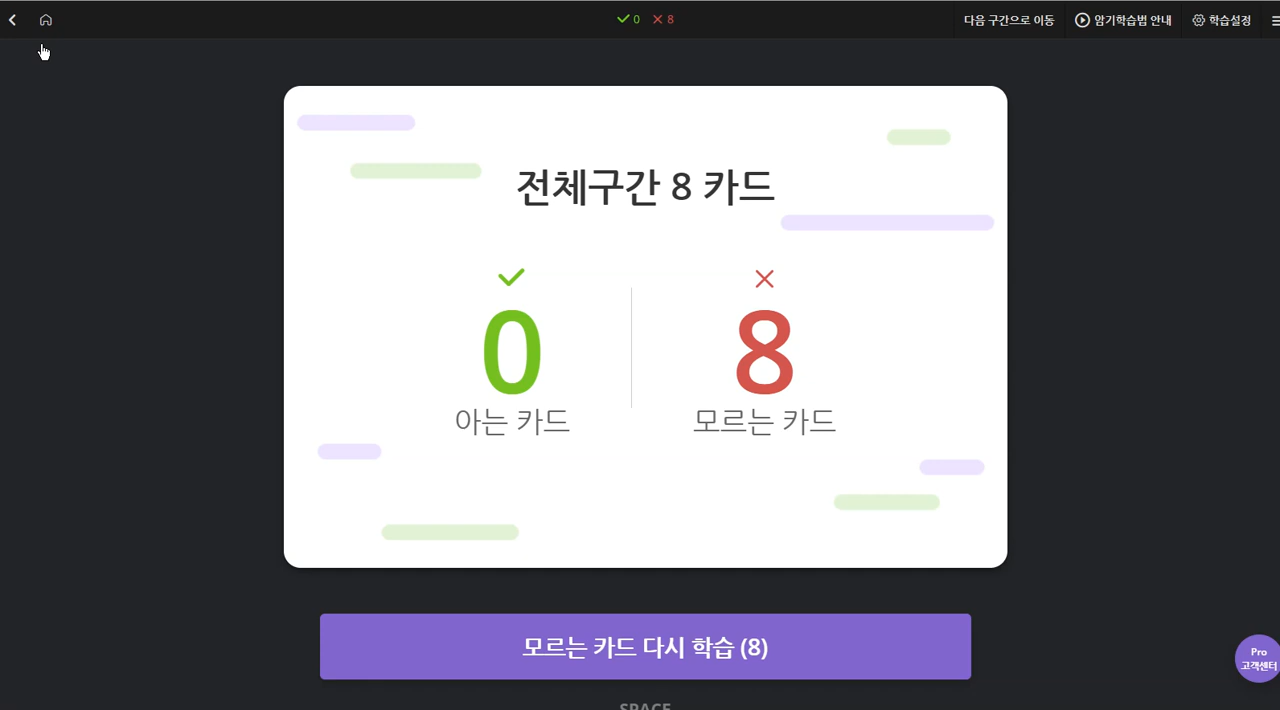 0 8 다음 구간으로 이동 암기학습법 안내 학습설정
전체구간 8 카드
0 8
아는 카드 모르는 카드
모르는 카드 다시 학습 (8)
Pro
고객센터
SPACE